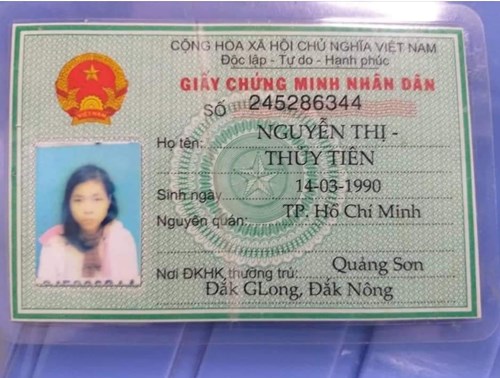 CỘNG HÒA XÃ HỘI CHỦ NGHĨA VIỆT NAM
Độc lập - Tự do - Hạnh phúc
GIẤY CHỨNG MINH NHÂN DÂN
SỐ 245286344
Họ tên: NGUYỄN THỊ -
THỦY TIÊN
Sinh ngày 14-03-1990
Nguyên quán: TP. Hồ Chí Minh
Nơi ĐKHK thường trú: Quảng Sơn
Đắk GLong, Đắk Nông